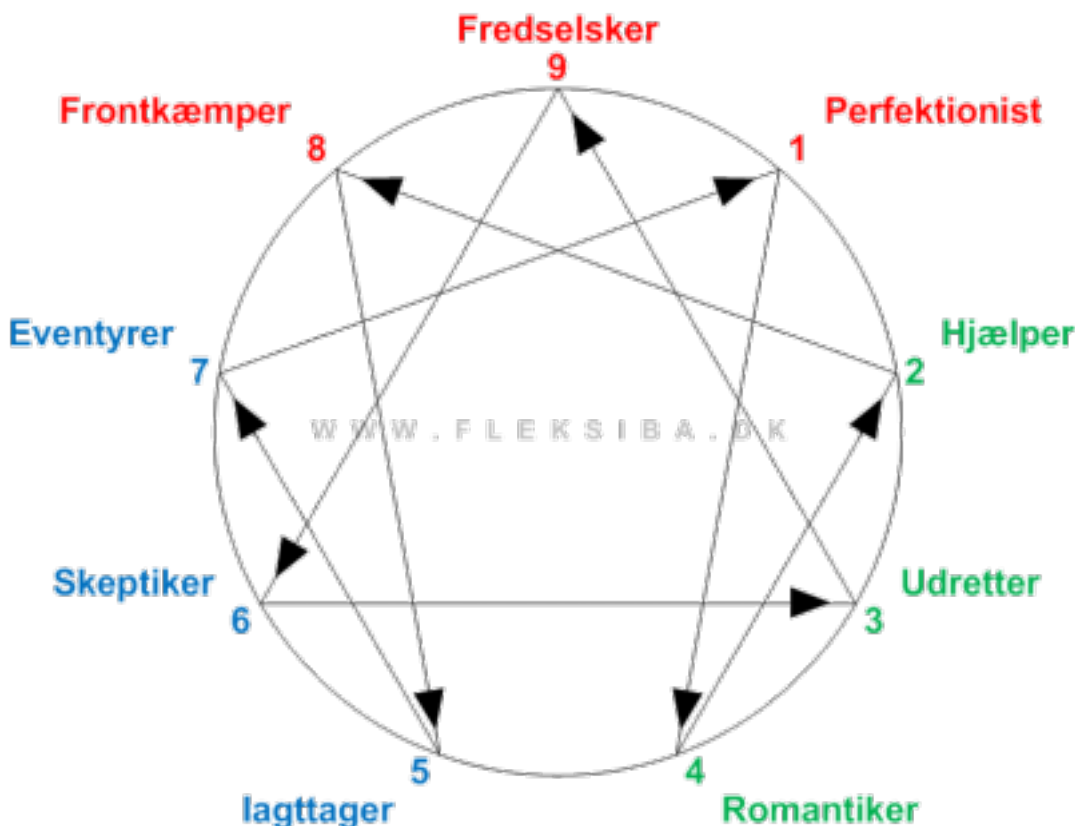 Fredselsker
9
Frontkæmper
8
Perfektionist
1
Eventyrer
7
Hjælper
2
WWW.FLEKSIBA.DK
Skeptiker
6
Udretter
3
5
Iagttager
4
Romantiker